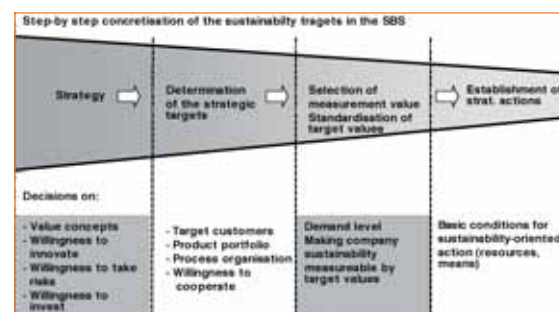 Step-by step concretisation of the sustainabilty tragets in the SBS
Strategy
Determination
of the strategic
targets
Selection of
measurement value
Standardisation of
target values
Establishment of
strat. actions
Decisions on:
- Value concepts
- Willingness to
innovate
- Willingness to take
risks
- Willingness to
invest
- Target customers
- Product portfolio
- Process organisation
- Willingness to
cooperate
Demand level
Making company
sustainability
measureable by
target values
Basic conditions for
sustainability-oriented
action (resources,
means)